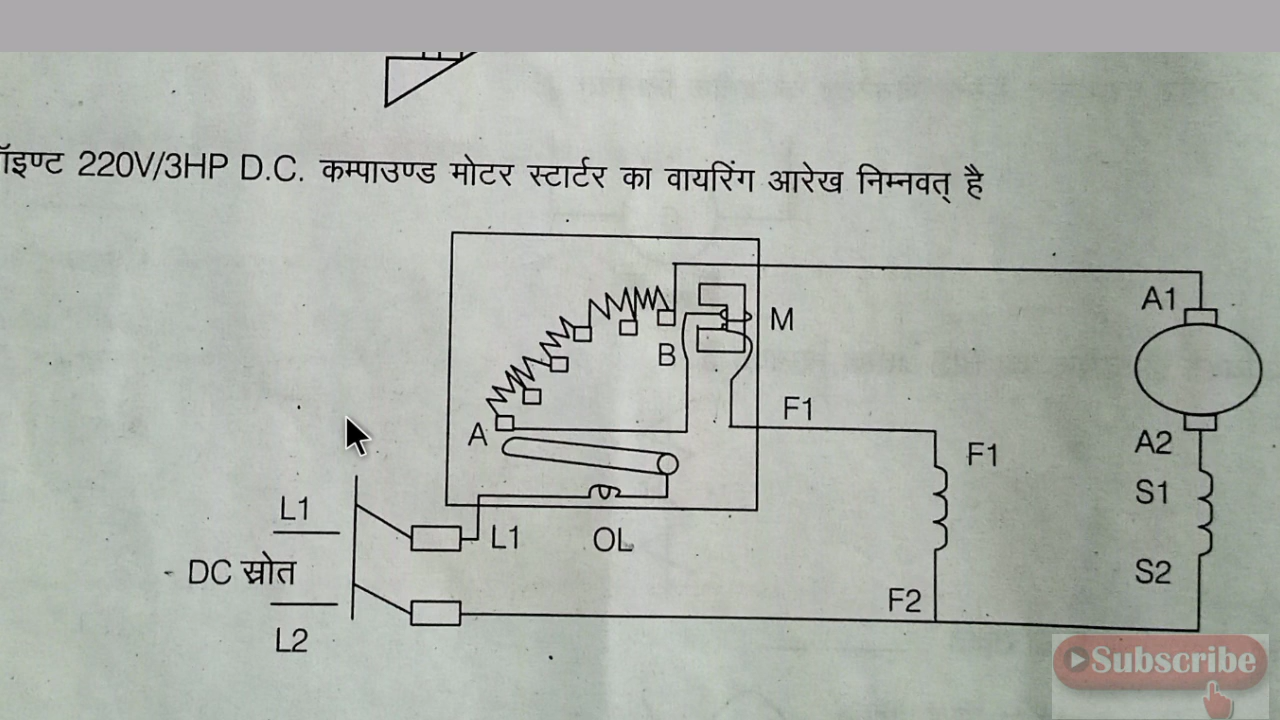 ॉइण्ट 220V/3HP D.C. कम्पाउण्ड मोटर स्टार्टर का वायरिंग आरेख निम्नवत् है
A1
M
B
F1
A
A2
F1
S1
L1
L1
OL
DC स्रोत
S2
F2
L2
Subscribe